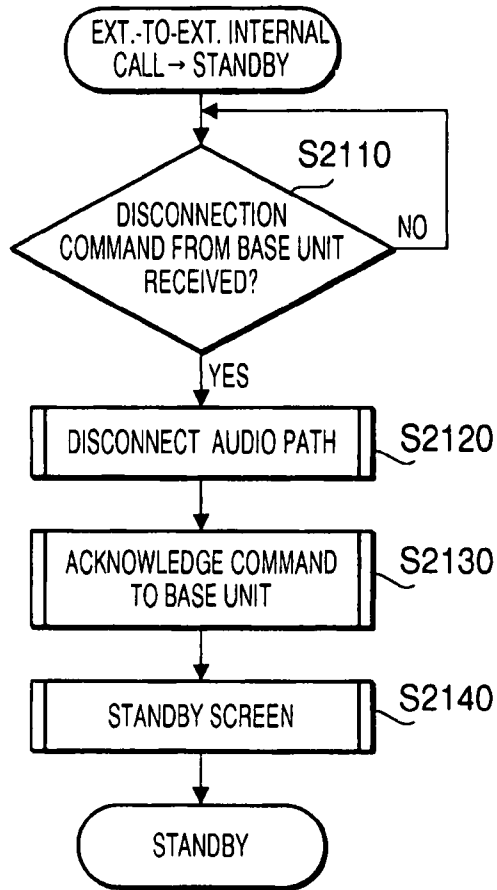 EXT.-TO-EXT. INTERNAL
CALL → STANDBY
S2110
DISCONNECTION
COMMAND FROM BASE UNIT
RECEIVED?
NO
YES
DISCONNECT AUDIO PATH
S2120
ACKNOWLEDGE COMMAND
TO BASE UNIT
S2130
STANDBY SCREEN
S2140
STANDBY